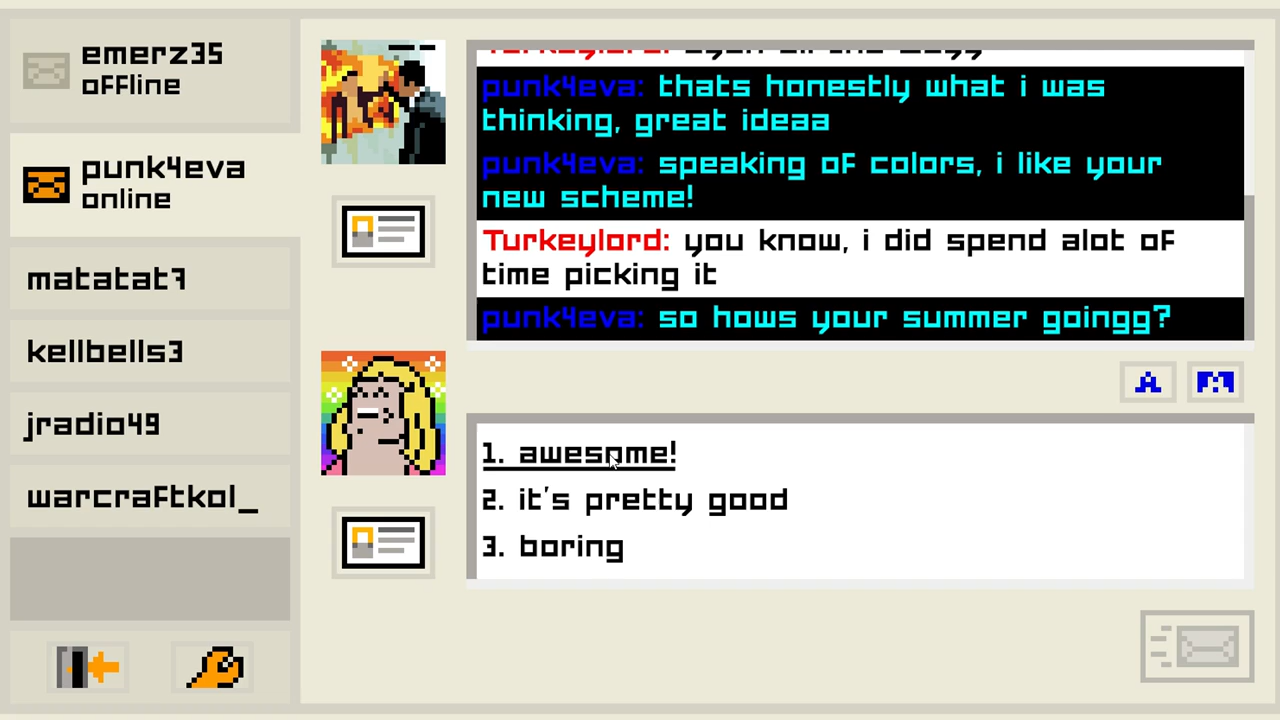 emerz35
offline
punk4eva
online
matatat7
kellbells3
jradio49
warcraftkol_
punk4eva: thats honestly what i was
thinking, great ideaa
punk4eva: speaking of colors, i like your
new scheme!
Turkeylord: you know, i did spend alot of
time picking it
punk4eva: so hows your summer goingg?
A
1. awesome!
2. it's pretty good
3. boring